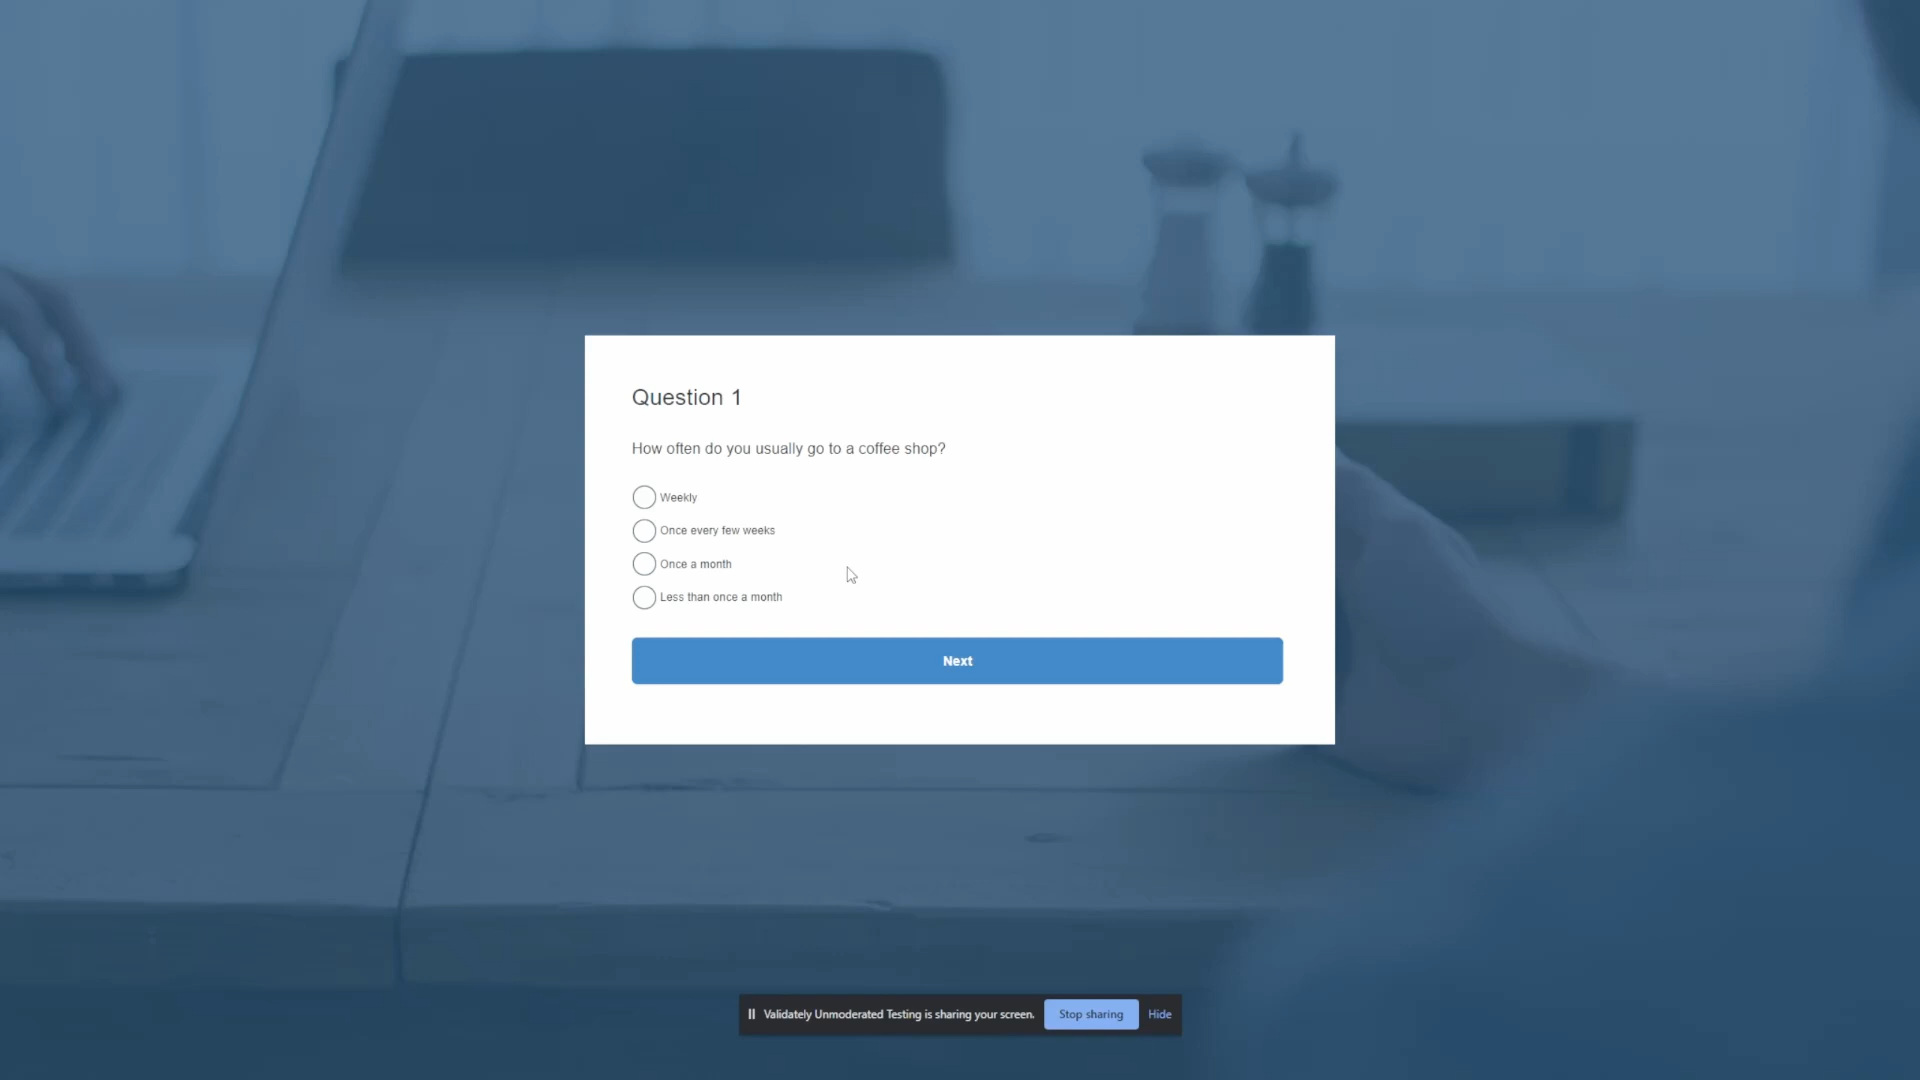 Question 1
How often do you usually go to a coffee shop?
Weekly
Once every few weeks
Once a month
Less than once a month
Next
Validately Unmoderated Testing is sharing your screen. Stop sharing Hide